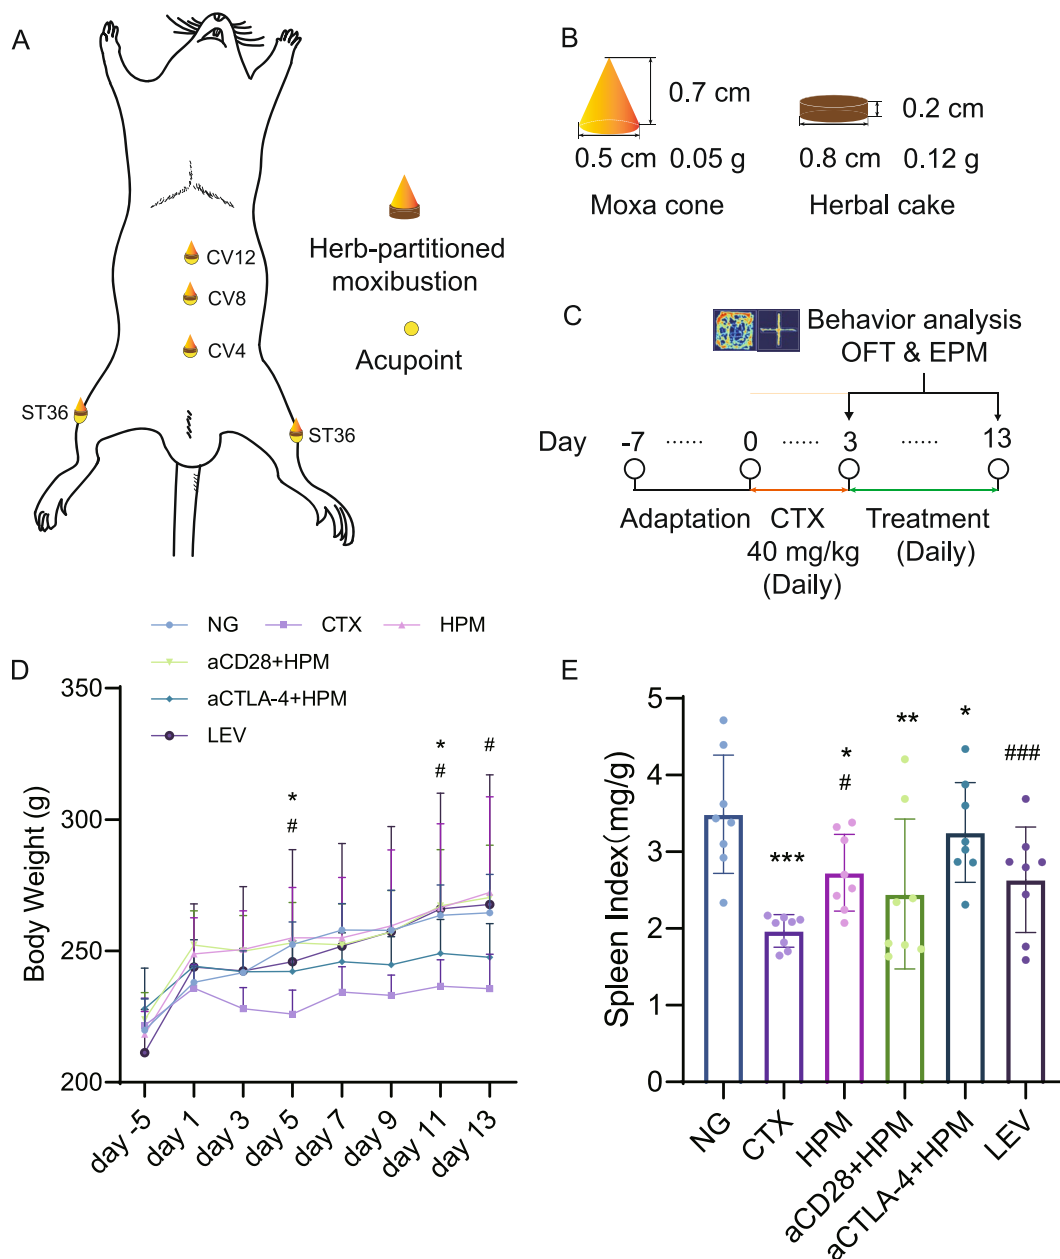 A
CV12
CV8
CV4
ST36
ST36
Herb-partitioned
moxibustion
Acupoint
B
0.7 cm
0.5 cm 0.05 g
Moxa cone
0.2 cm
0.8 cm 0.12 g
Herbal cake
C
Behavior analysis
OFT & EPM
Day -7 ...... 0 ...... 3 ...... 13
Adaptation
CTX
40 mg/kg
(Daily)
Treatment
(Daily)
D
NG CTX HPM
aCD28+HPM
aCTLA-4+HPM
LEV
Body Weight (g)
350
300
250
200
*
#
*
#
#
day -5 day 1 day 3 day 5 day 7 day 9 day 11 day 13
E
Spleen Index(mg/g)
5
4
3
2
1
0
***
*
#
**
*
###
NG CTX HPM aCD28+HPM aCTLA-4+HPM LEV